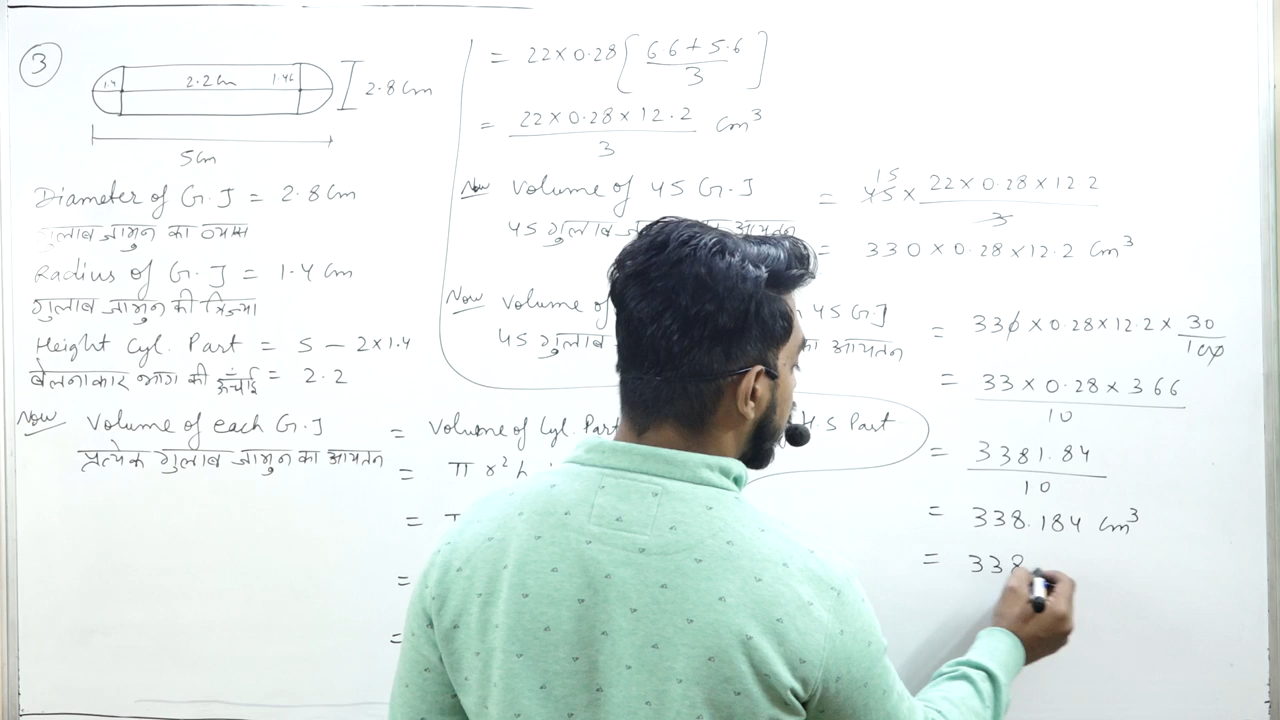 3
1.4 2.2 Cm 1.4c
2.8 Cm
5 Cm
Diameter of G.J = 2.8 Cm
गुलाब जामुन का व्यास
Radius of G.J = 1.4 Cm
गुलाब जामुन की त्रिज्या
Height Cyl. Part = 5 - 2×1.4
बेलनाकार भाग की ऊँचाई = 2.2
Now Volume of each G.J = Volume of Cyl. Part
प्रत्येक गुलाब जामुन का आयतन = π r² h
=
=
=
= 22 × 0.28 [ (6.6 + 5.6) / 3 ]
= 22 × 0.28 × 12.2 / 3 Cm³
Now Volume of 45 G.J = 45 15 × 22 × 0.28 × 12.2 / 3
45 गुलाब आयतन = 330 × 0.28 × 12.2 Cm³
Now Volume of 45 G.J = 330 × 0.28 × 12.2 × 30 / 100
45 गुलाब का आयतन
= 33 × 0.28 × 366 / 10
H.S Part = 3381.84 / 10
= 338.184 Cm³
= 338